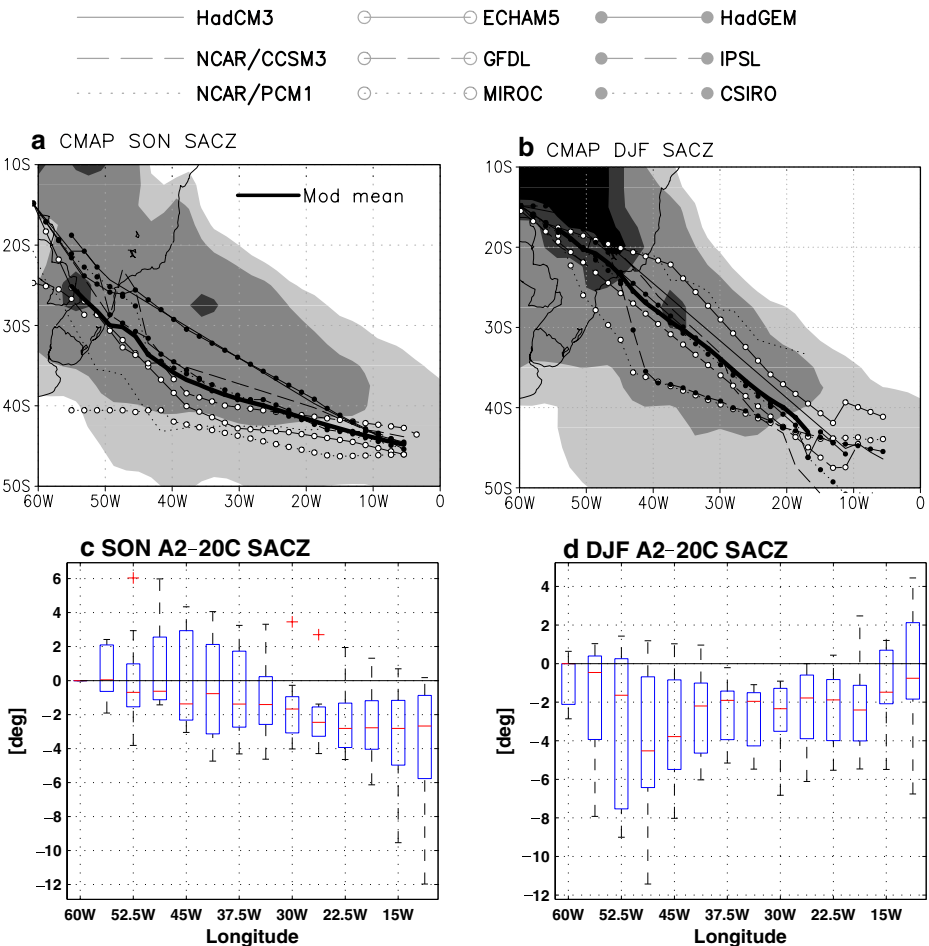 HadCM3 ECHAM5 HadGEM
NCAR/CCSM3 GFDL IPSL
NCAR/PCM1 MIROC CSIRO
a CMAP SON SACZ
b CMAP DJF SACZ
10S
20S
30S
40S
50S
Mod mean
60W 50W 40W 30W 20W 10W 0
10S
20S
30S
40S
50S
60W 50W 40W 30W 20W 10W 0
c SON A2−20C SACZ
[deg]
6
4
2
0
−2
−4
−6
−8
−10
−12
60W 52.5W 45W 37.5W 30W 22.5W 15W
Longitude
d DJF A2−20C SACZ
[deg]
4
2
0
−2
−4
−6
−8
−10
−12
60W 52.5W 45W 37.5W 30W 22.5W 15W
Longitude